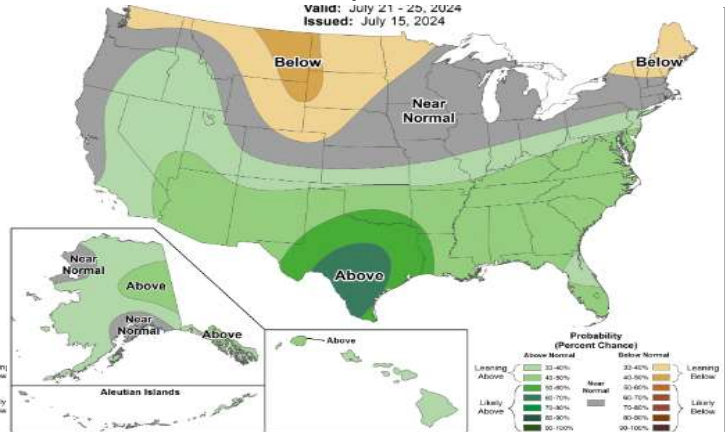 Valid: July 21 - 25, 2024
Issued: July 15, 2024
Below
Below
Near
Normal
Above
Near
Normal
Above
Near
Normal
Above
Aleutian Islands
Above
Probability
(Percent Chance)
Above Normal
Below Normal
Leaning
Above
33-40%
40-50%
50-60%
60-70%
70-80%
80-90%
90-100%
Likely
Above
Near
Normal
33-40%
40-50%
50-60%
60-70%
70-80%
80-90%
90-100%
Leaning
Below
Likely
Below